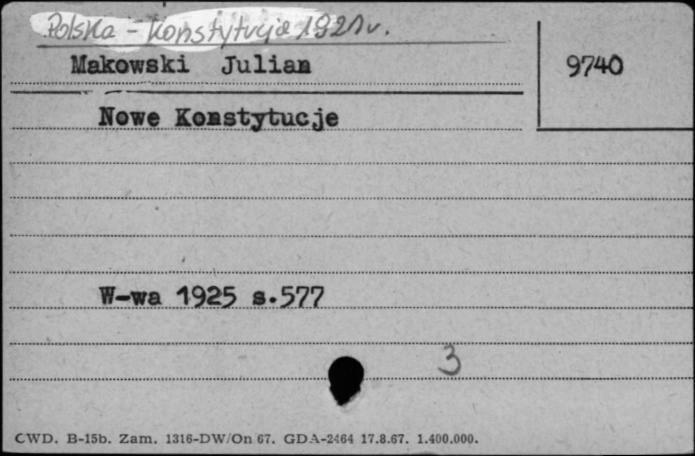 Polska - Konstytucja 1921 r.
Makowski Julian
9740
Nowe Konstytucje
W-wa 1925 s.577
3
CWD. B-15b. Zam. 1316-DW/On 67. GDA-2464 17.8.67. 1.400.000.